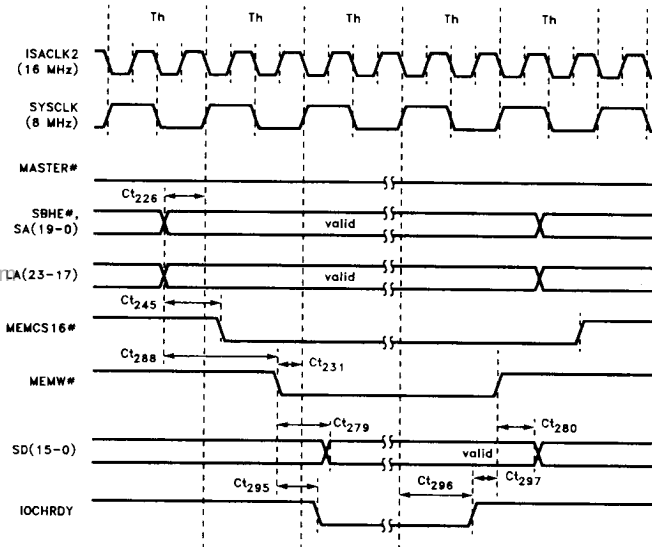 Th Th Th Th Th
ISACLK2
(16 MHz)
SYSCLK
(8 MHz)
MASTER#
Ct226
SBHE#,
SA(19-0)
valid
LA(23-17)
valid
Ct245
MEMCS16#
Ct288
Ct231
MEMW#
Ct279
Ct280
SD(15-0)
valid
Ct295
Ct296
Ct297
IOCHRDY